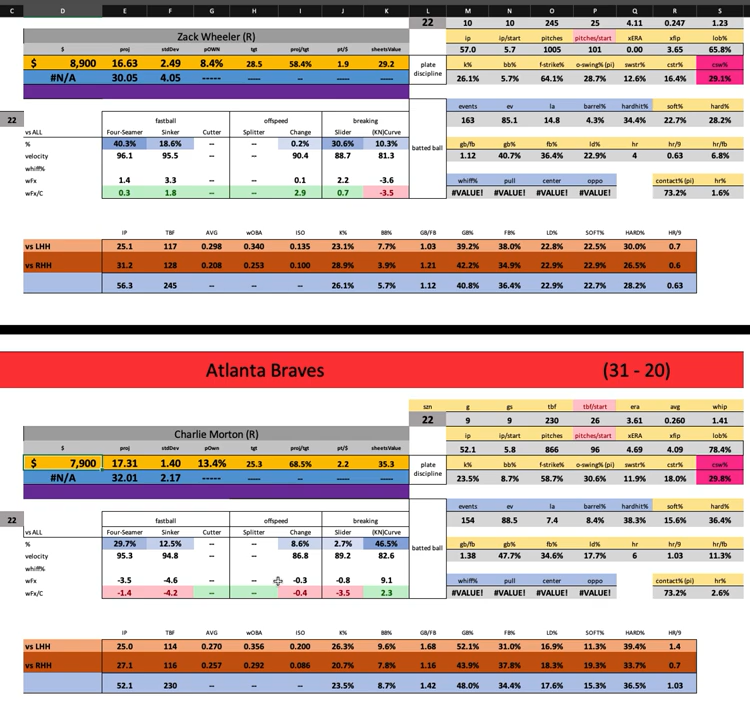 C D E F G H I J K L M N O P Q R S
22 10 10 245 25 4.11 0.247 1.23
Zack Wheeler (R) ip ip/start pitches pitches/start xERA xfip lob%
57.0 5.7 1005 101 0.00 3.65 65.8%
$ proj stdDev pOWN tgt proj/tgt pt/$ sheetsValue
plate discipline k% bb% f-strike% o-swing% (pi) swstr% cstr% csw%
$ 8,900 16.63 2.49 8.4% 28.5 58.4% 1.9 29.2
26.1% 5.7% 64.1% 28.7% 12.6% 16.4% 29.1%
#N/A 30.05 4.05 ----- ---- -- --- ----
events ev la barrel% hardhit% soft% hard%
22 fastball offspeed breaking 163 85.1 14.8 4.3% 34.4% 22.7% 28.2%
vs ALL Four-Seamer Sinker Cutter Splitter Change Slider (KN)Curve
% 40.3% 18.6% -- -- 0.2% 30.6% 10.3%
batted ball gb/fb gb% fb% ld% hr hr/9 hr/fb
velocity 96.1 95.5 -- -- 90.4 88.7 81.3 1.12 40.7% 36.4% 22.9% 4 0.63 6.8%
whiff%
wFx 1.4 3.3 0.1 2.2 -3.6 whiff% pull center oppo contact% (pi) hr%
wFx/C 0.3 1.8 2.9 0.7 -3.5 #VALUE! #VALUE! #VALUE! #VALUE! 73.2% 1.6%
IP TBF AVG wOBA ISO K% BB% GB/FB GB% FB% LD% SOFT% HARD% HR/9
vs LHH 25.1 117 0.298 0.340 0.135 23.1% 7.7% 1.03 39.2% 38.0% 22.8% 22.5% 30.0% 0.7
vs RHH 31.2 128 0.208 0.253 0.100 28.9% 3.9% 1.21 42.2% 34.9% 22.9% 22.9% 26.5% 0.6
56.3 245 -- -- -- 26.1% 5.7% 1.12 40.8% 36.4% 22.9% 22.7% 28.2% 0.63
Atlanta Braves (31 - 20)
szn g gs tbf tbf/start era avg whip
22 9 9 230 26 3.61 0.260 1.41
Charlie Morton (R) ip ip/start pitches pitches/start xERA xfip lob%
52.1 5.8 866 96 4.69 4.09 78.4%
$ proj stdDev pOwn tgt proj/tgt pt/$ sheetsValue
plate discipline k% bb% f-strike% o-swing% (pi) swstr% cstr% csw%
$ 7,900 17.31 1.40 13.4% 25.3 68.5% 2.2 35.3
23.5% 8.7% 58.7% 30.6% 11.9% 18.0% 29.8%
#N/A 32.01 2.17 ----- ---- -- --- ----
events ev la barrel% hardhit% soft% hard%
22 fastball offspeed breaking 154 88.5 7.4 8.4% 38.3% 15.6% 36.4%
vs ALL Four-Seamer Sinker Cutter Splitter Change Slider (KN)Curve
% 29.7% 12.5% -- -- 8.6% 2.7% 46.5%
batted ball gb/fb gb% fb% ld% hr hr/9 hr/fb
velocity 95.3 94.8 -- -- 86.8 89.2 82.6 1.38 47.7% 34.6% 17.7% 6 1.03 11.3%
whiff%
wFx -3.5 -4.6 -0.3 -0.8 9.1 whiff% pull center oppo contact% (pi) hr%
wFx/C -1.4 -4.2 -- -- -0.4 -3.5 2.3 #VALUE! #VALUE! #VALUE! #VALUE! 73.2% 2.6%
IP TBF AVG wOBA ISO K% BB% GB/FB GB% FB% LD% SOFT% HARD% HR/9
vs LHH 25.0 114 0.270 0.356 0.200 26.3% 9.6% 1.68 52.1% 31.0% 16.9% 11.3% 39.4% 1.4
vs RHH 27.1 116 0.257 0.292 0.086 20.7% 7.8% 1.16 43.9% 37.8% 18.3% 19.3% 33.7% 0.7
52.1 230 -- -- -- 23.5% 8.7% 1.42 48.0% 34.4% 17.6% 15.3% 36.5% 1.03